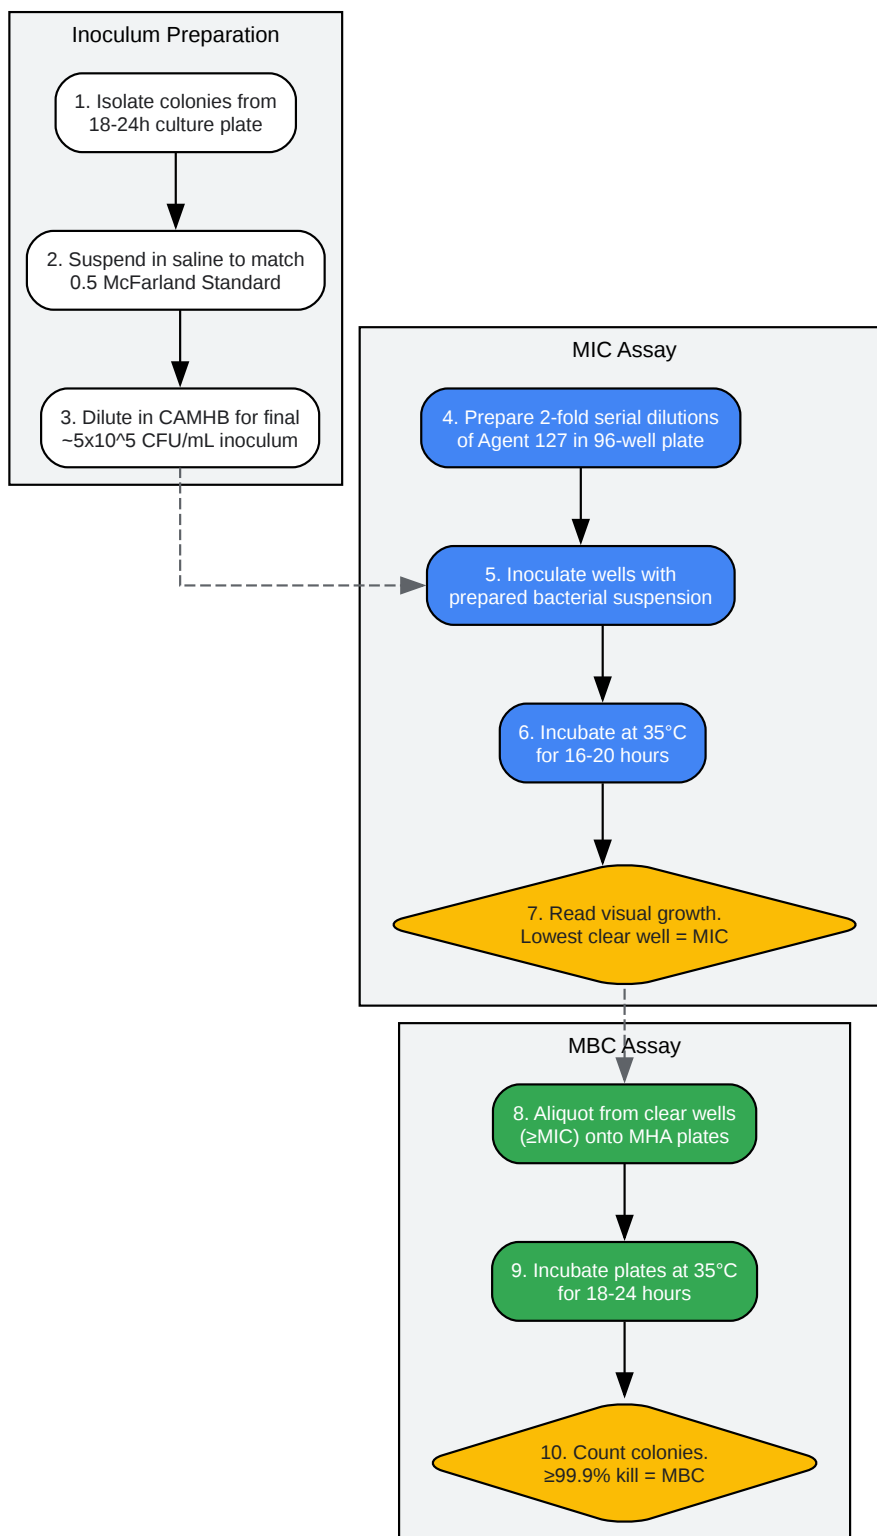 Inoculum Preparation
1. Isolate colonies from
18-24h culture plate
2. Suspend in saline to match
0.5 McFarland Standard
3. Dilute in CAMHB for final
~5x10^5 CFU/mL inoculum
MIC Assay
4. Prepare 2-fold serial dilutions
of Agent 127 in 96-well plate
5. Inoculate wells with
prepared bacterial suspension
6. Incubate at 35°C
for 16-20 hours
7. Read visual growth.
Lowest clear well = MIC
MBC Assay
8. Aliquot from clear wells
(≥MIC) onto MHA plates
9. Incubate plates at 35°C
for 18-24 hours
10. Count colonies.
≥99.9% kill = MBC